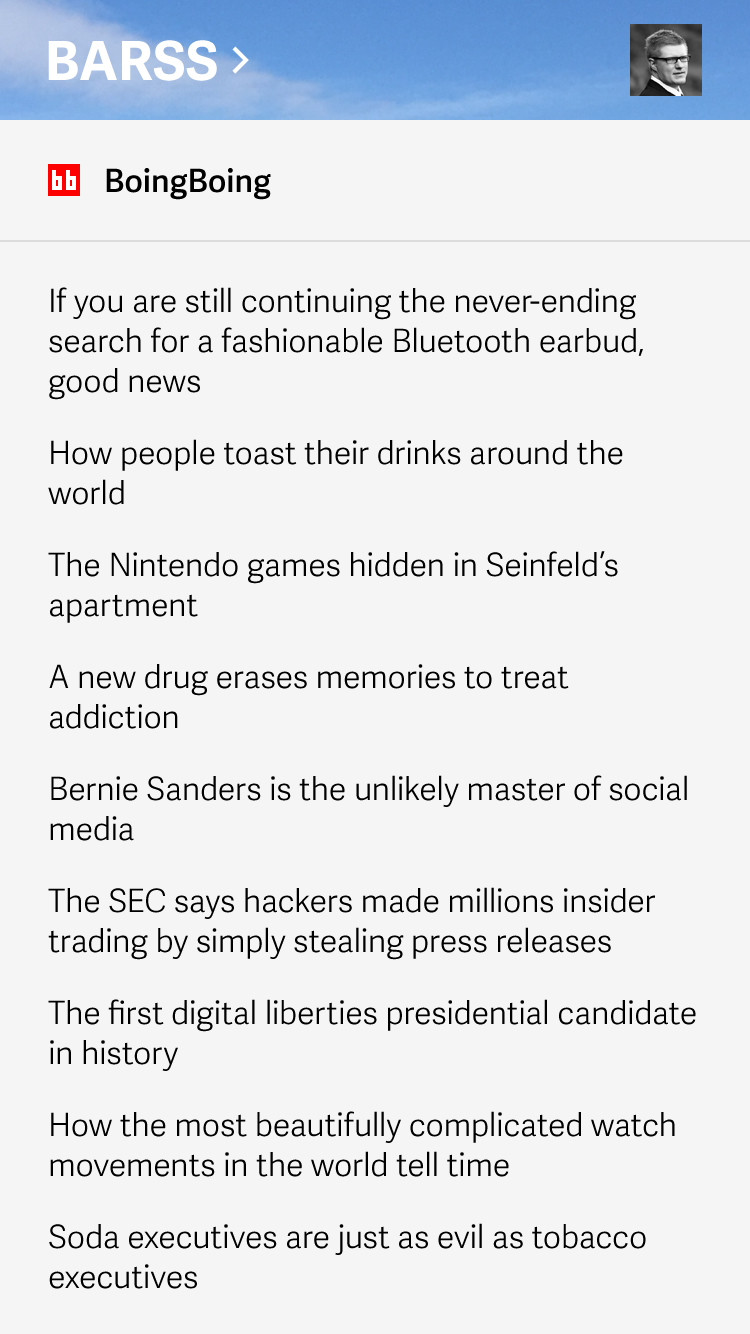 BARSS >
bb BoingBoing
If you are still continuing the never-ending
search for a fashionable Bluetooth earbud,
good news
How people toast their drinks around the
world
The Nintendo games hidden in Seinfeld’s
apartment
A new drug erases memories to treat
addiction
Bernie Sanders is the unlikely master of social
media
The SEC says hackers made millions insider
trading by simply stealing press releases
The first digital liberties presidential candidate
in history
How the most beautifully complicated watch
movements in the world tell time
Soda executives are just as evil as tobacco
executives